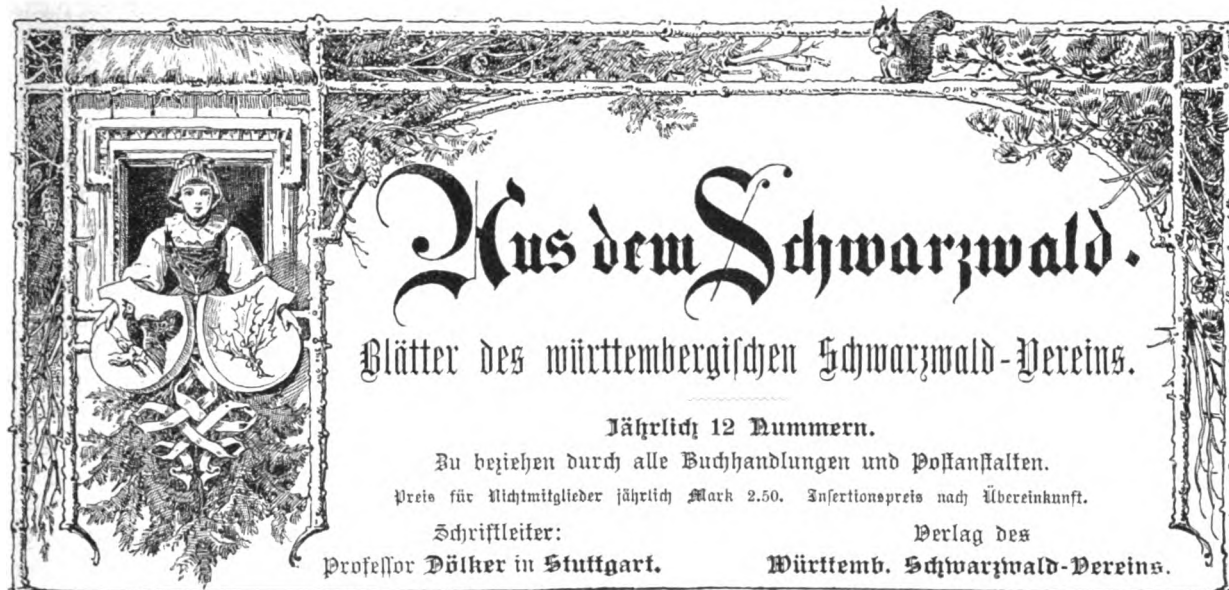 Aus dem Schwarzwald.
Blätter des württembergischen Schwarzwald-Vereins.
Jährlich 12 Nummern.
Zu beziehen durch alle Buchhandlungen und Postanstalten.
Preis für Nichtmitglieder jährlich Mark 2.50. Insertionspreis nach Übereinkunft.
Schriftleiter:
Professor Dölker in Stuttgart.
Verlag des
Württemb. Schwarzwald-Vereins.